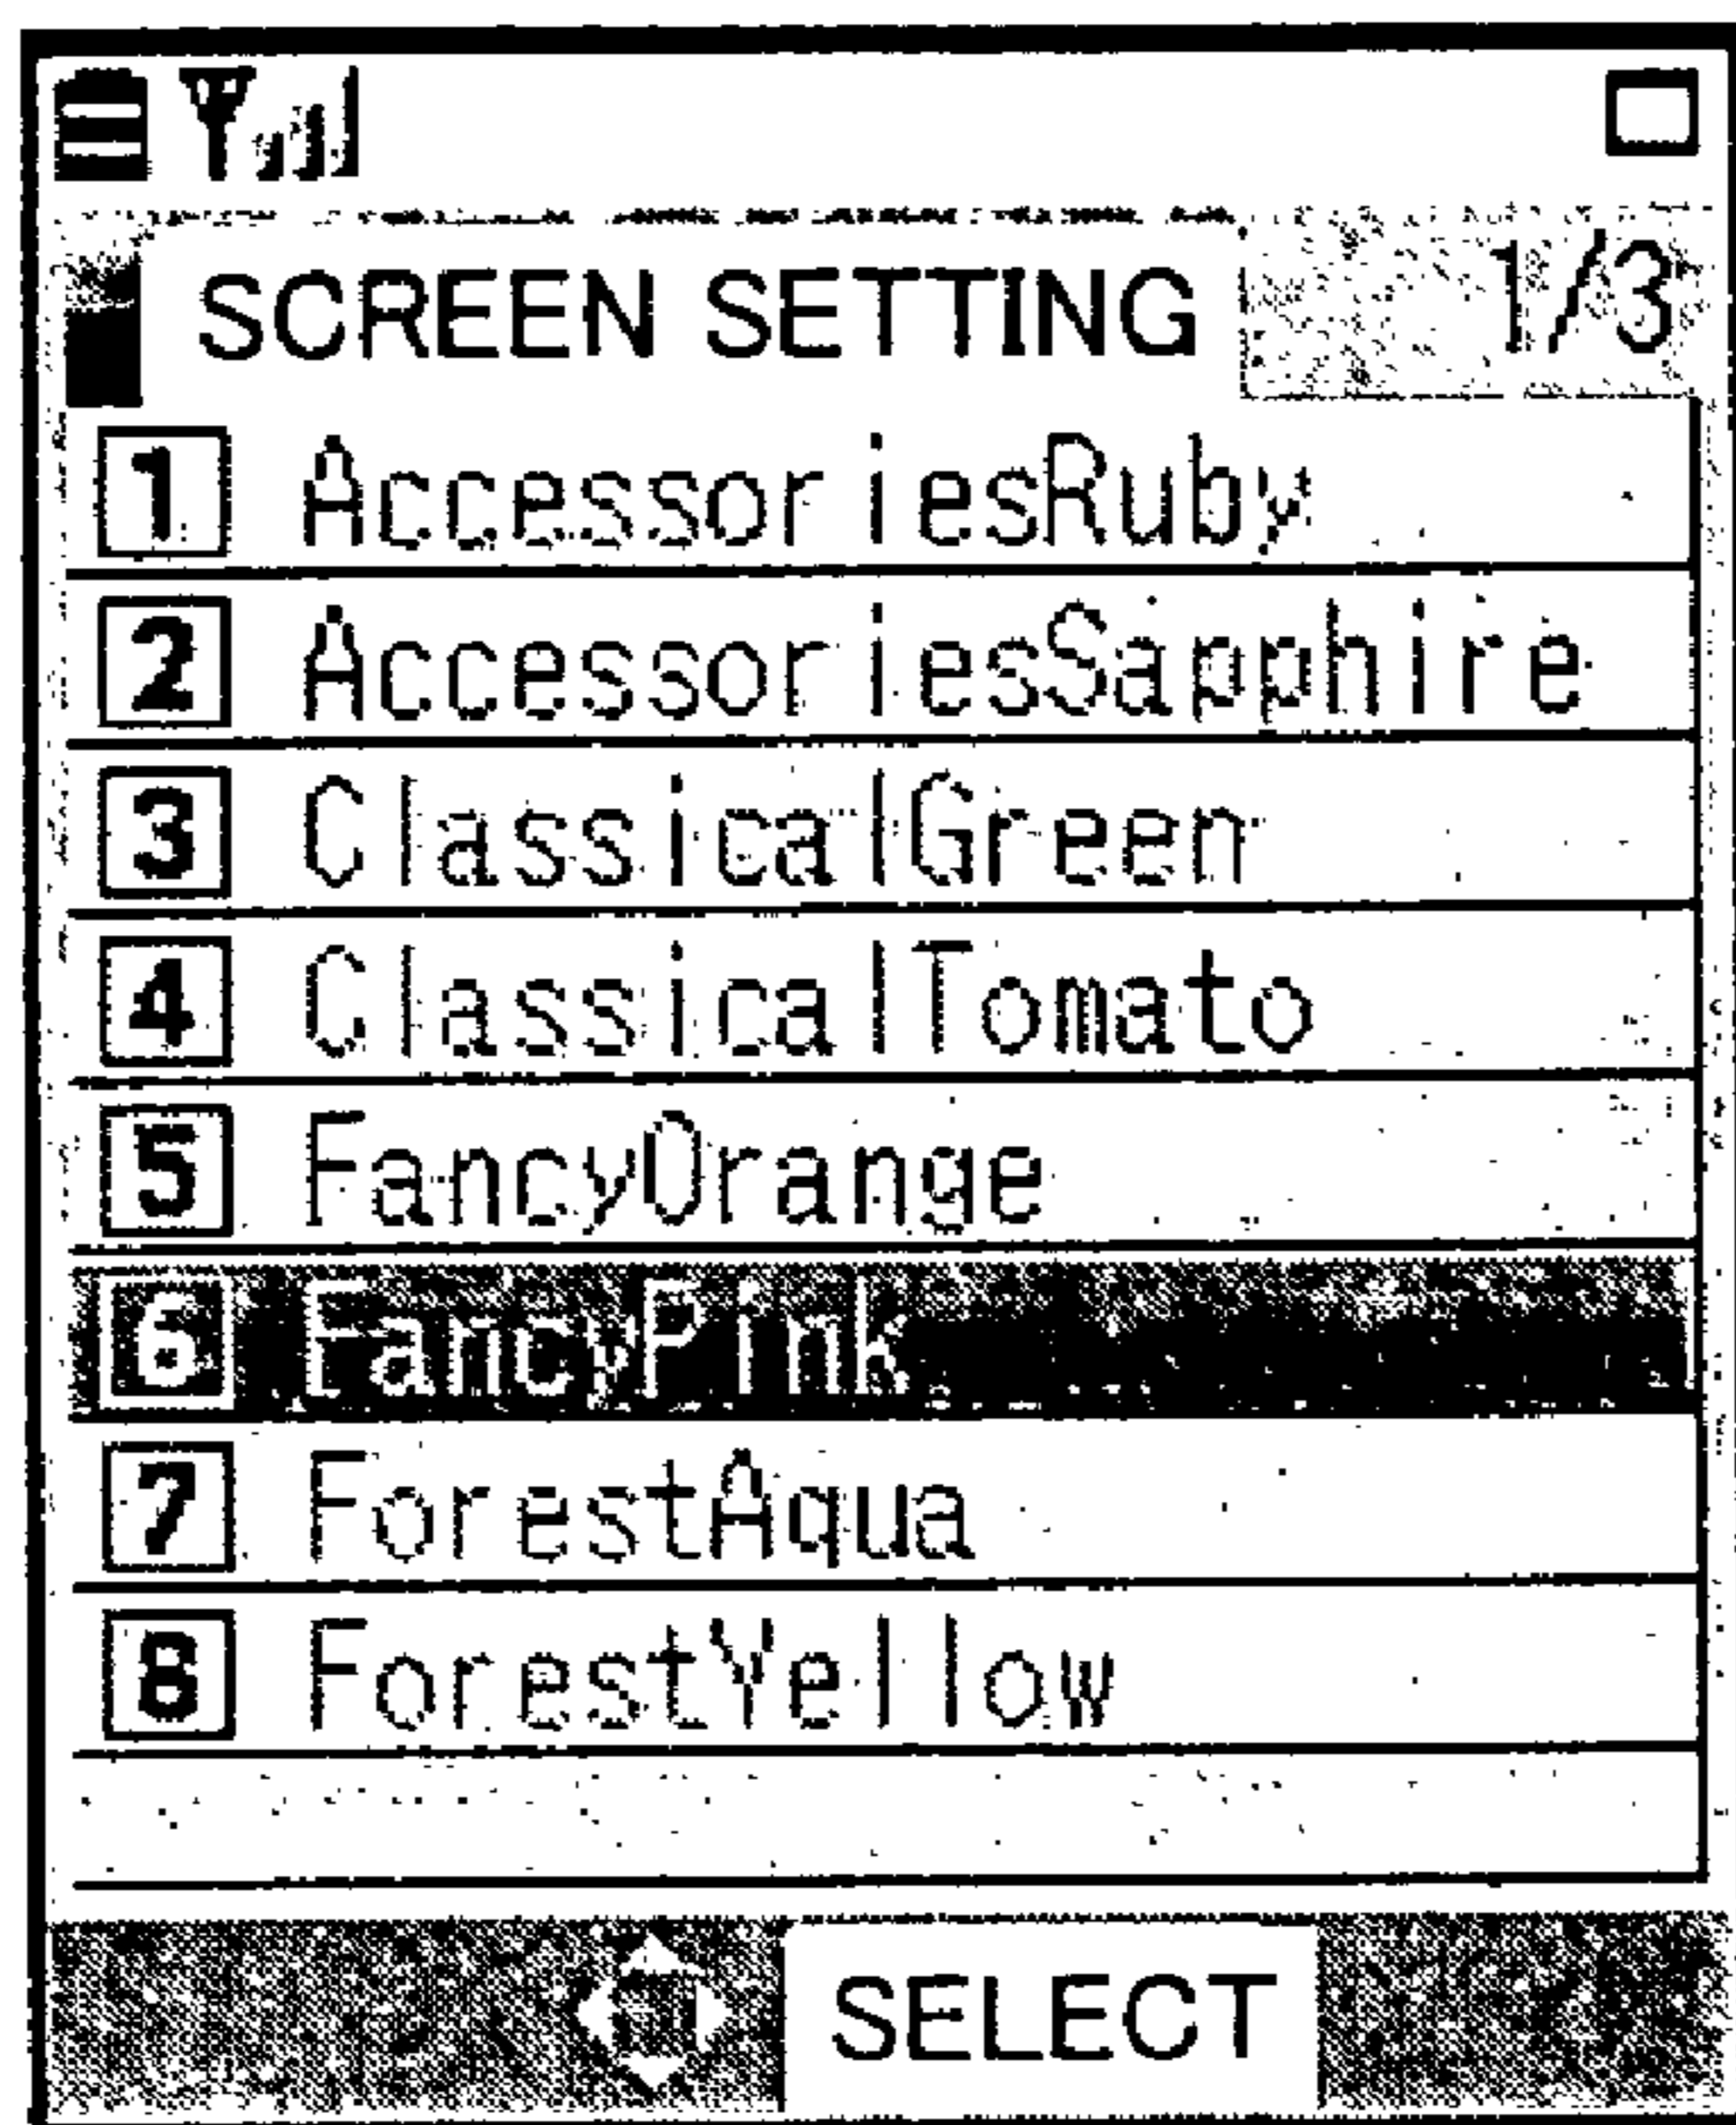 SCREEN SETTING 1/3
1 AccessoriesRuby
2 AccessoriesSapphire
3 ClassicalGreen
4 ClassicalTomato
5 FancyOrange
6 FancyPink
7 ForestAqua
8 ForestYellow
SELECT